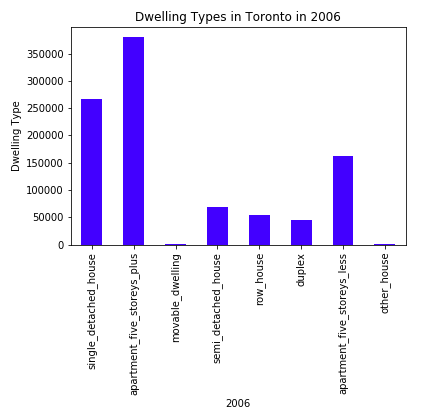 Dwelling Types in Toronto in 2006
Dwelling Type
350000
300000
250000
200000
150000
100000
50000
0
single_detached_house
apartment_five_storeys_plus
movable_dwelling
semi_detached_house
row_house
duplex
apartment_five_storeys_less
other_house
2006